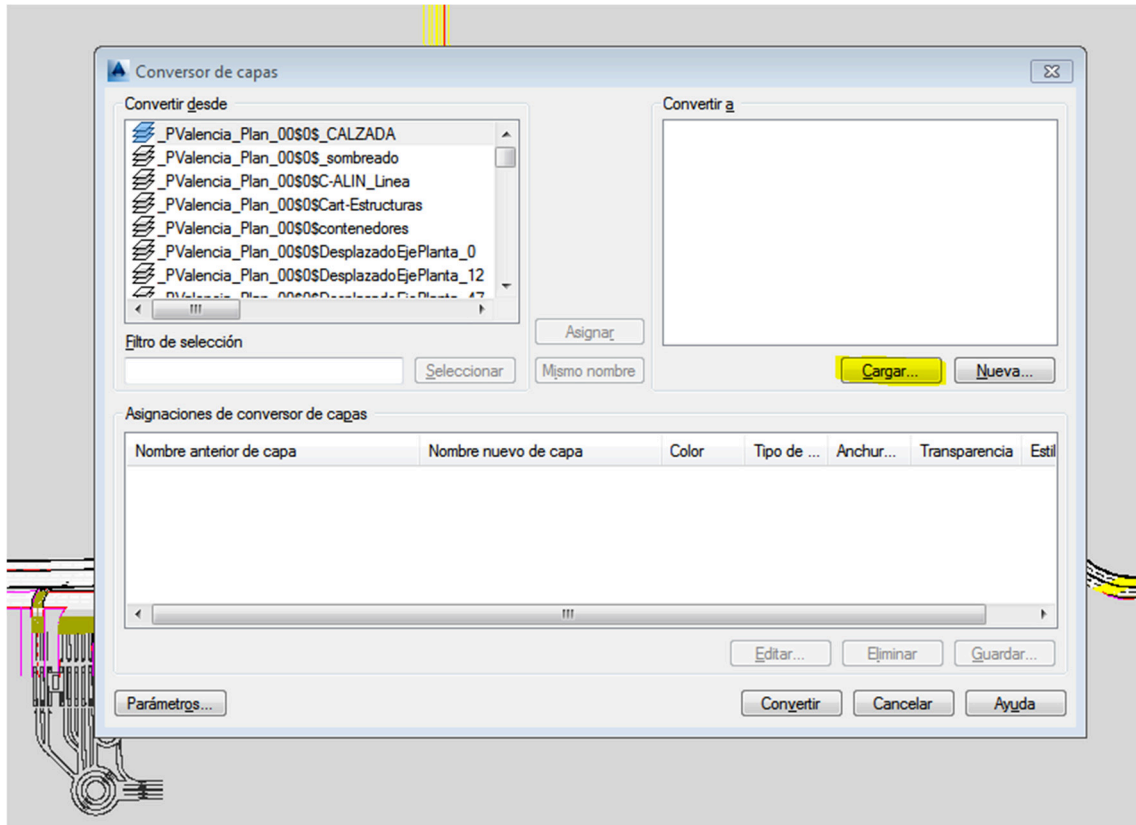 Conversor de capas
Convertir desde
_PValencia_Plan_00$0$_CALZADA
_PValencia_Plan_00$0$_sombreado
_PValencia_Plan_00$0$C-ALIN_Linea
_PValencia_Plan_00$0$Cart-Estructuras
_PValencia_Plan_00$0$contenedores
_PValencia_Plan_00$0$DesplazadoEjePlanta_0
_PValencia_Plan_00$0$DesplazadoEjePlanta_12
_PValencia_Plan_00$0$DesplazadoEjePlanta_47
Filtro de selección
Seleccionar
Asignar
Mismo nombre
Convertir a
Cargar... Nueva...
Asignaciones de conversor de capas
Nombre anterior de capa Nombre nuevo de capa Color Tipo de ... Anchur... Transparencia Estil
Editar... Eliminar Guardar...
Parámetros... Convertir Cancelar Ayuda